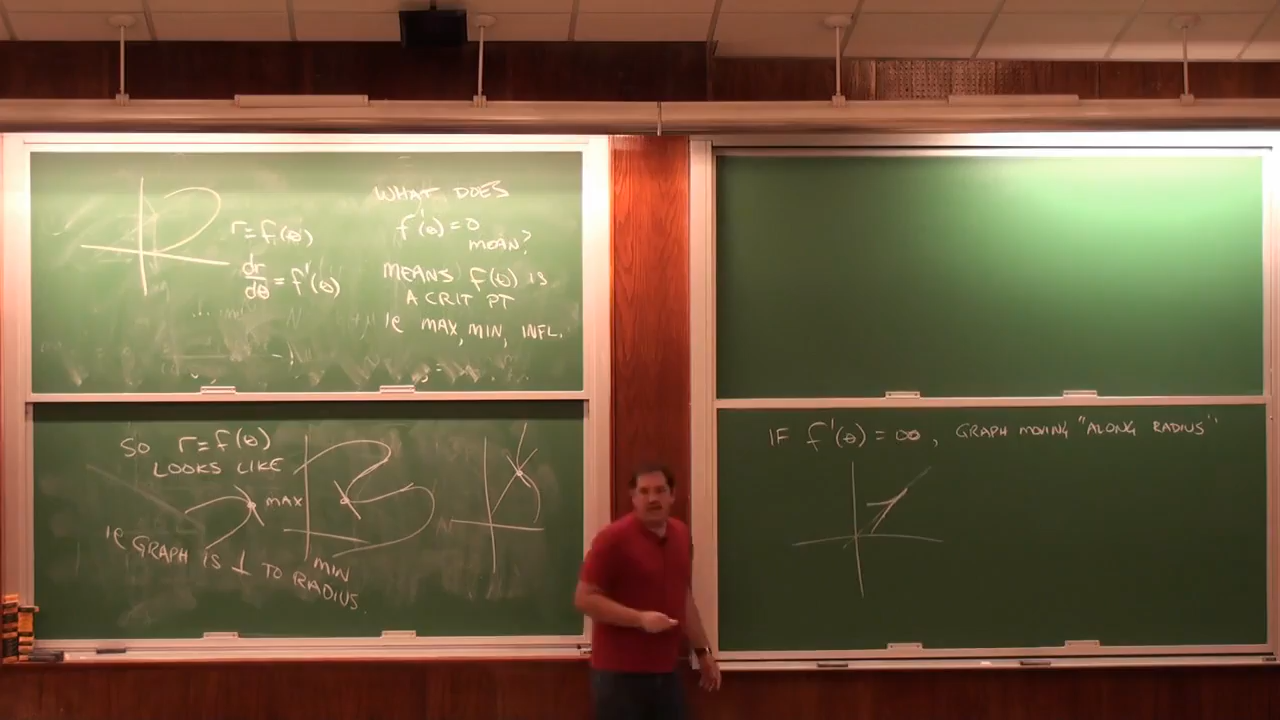 r = f(θ)
dr/dθ = f'(θ)
WHAT DOES
f'(θ) = 0
MEAN?
MEANS f(θ) IS
A CRIT PT
IE MAX, MIN, INFL.
SO r = f(θ)
LOOKS LIKE
MAX
MIN
IE GRAPH IS ⊥ TO RADIUS.
IF f'(θ) = ∞, GRAPH MOVING "ALONG RADIUS"